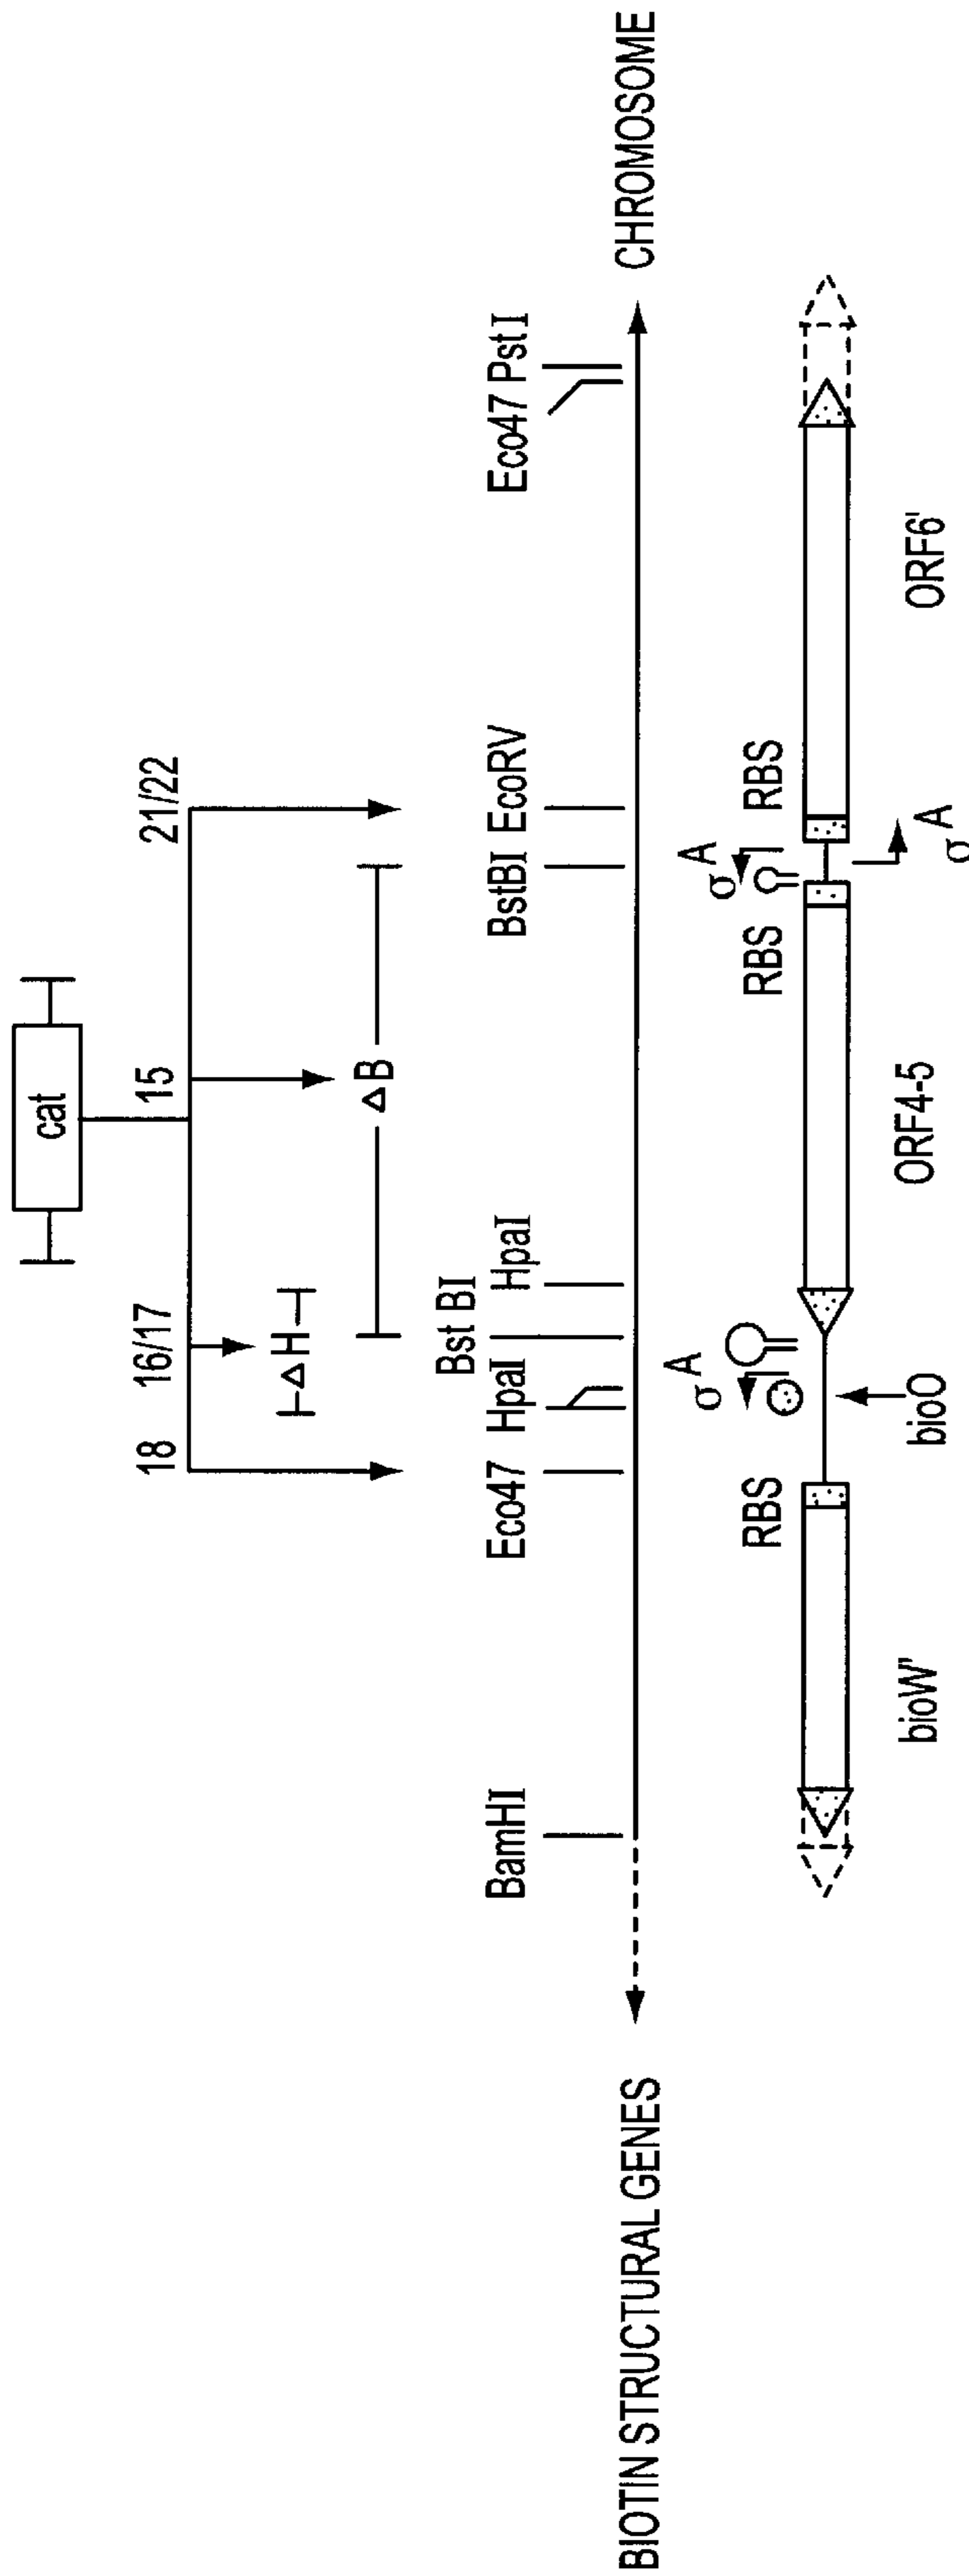 cat
18
16/17
15
21/22
ΔH
ΔB
BamHI
Eco47
HpaI
Bst BI
HpaI
BstBI
EcoRV
Eco47
PstI
BIOTIN STRUCTURAL GENES
CHROMOSOME
RBS
σA
RBS
σA
RBS
bioW'
bioO
ORF4-5
σA
ORF6'